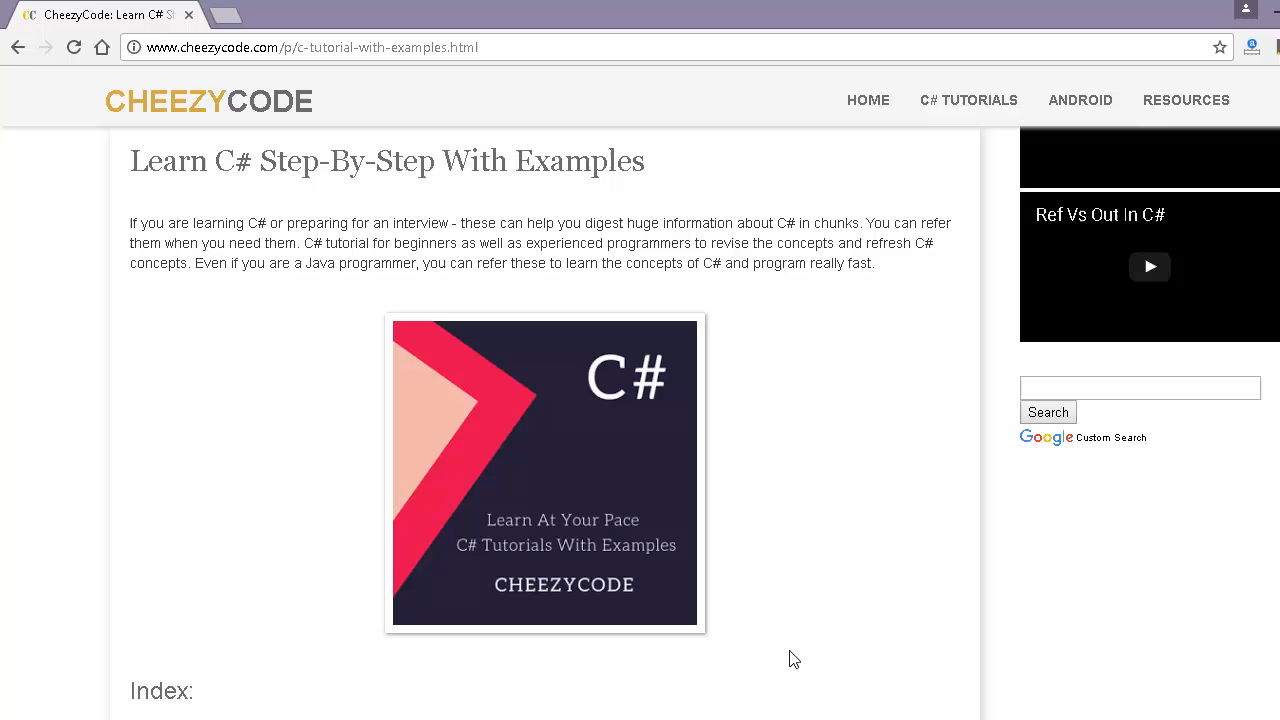 CheezyCode: Learn C# St
www.cheezycode.com/p/c-tutorial-with-examples.html
CHEEZYCODE
HOME
C# TUTORIALS
ANDROID
RESOURCES
Learn C# Step-By-Step With Examples
If you are learning C# or preparing for an interview - these can help you digest huge information about C# in chunks. You can refer
them when you need them. C# tutorial for beginners as well as experienced programmers to revise the concepts and refresh C#
concepts. Even if you are a Java programmer, you can refer these to learn the concepts of C# and program really fast.
C#
Learn At Your Pace
C# Tutorials With Examples
CHEEZYCODE
Index:
Ref Vs Out In C#
Search
Google Custom Search